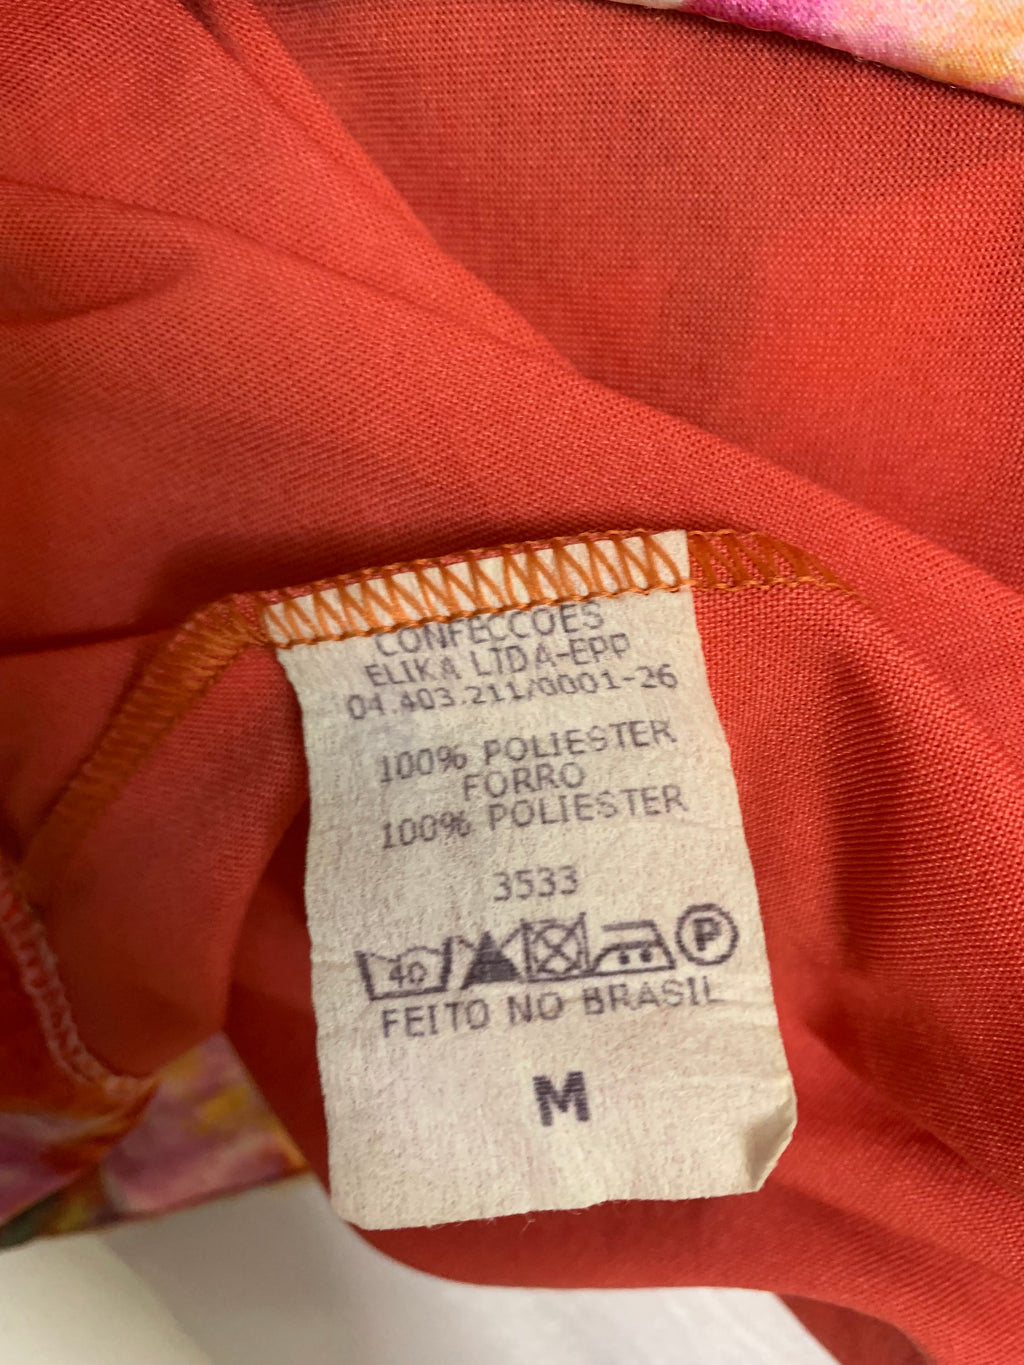 CONFECCOES
ELIKA LTDA-EPP
04.403.211/0001-26
100% POLIESTER
FORRO
100% POLIESTER
3533
40 P
FEITO NO BRASIL
M